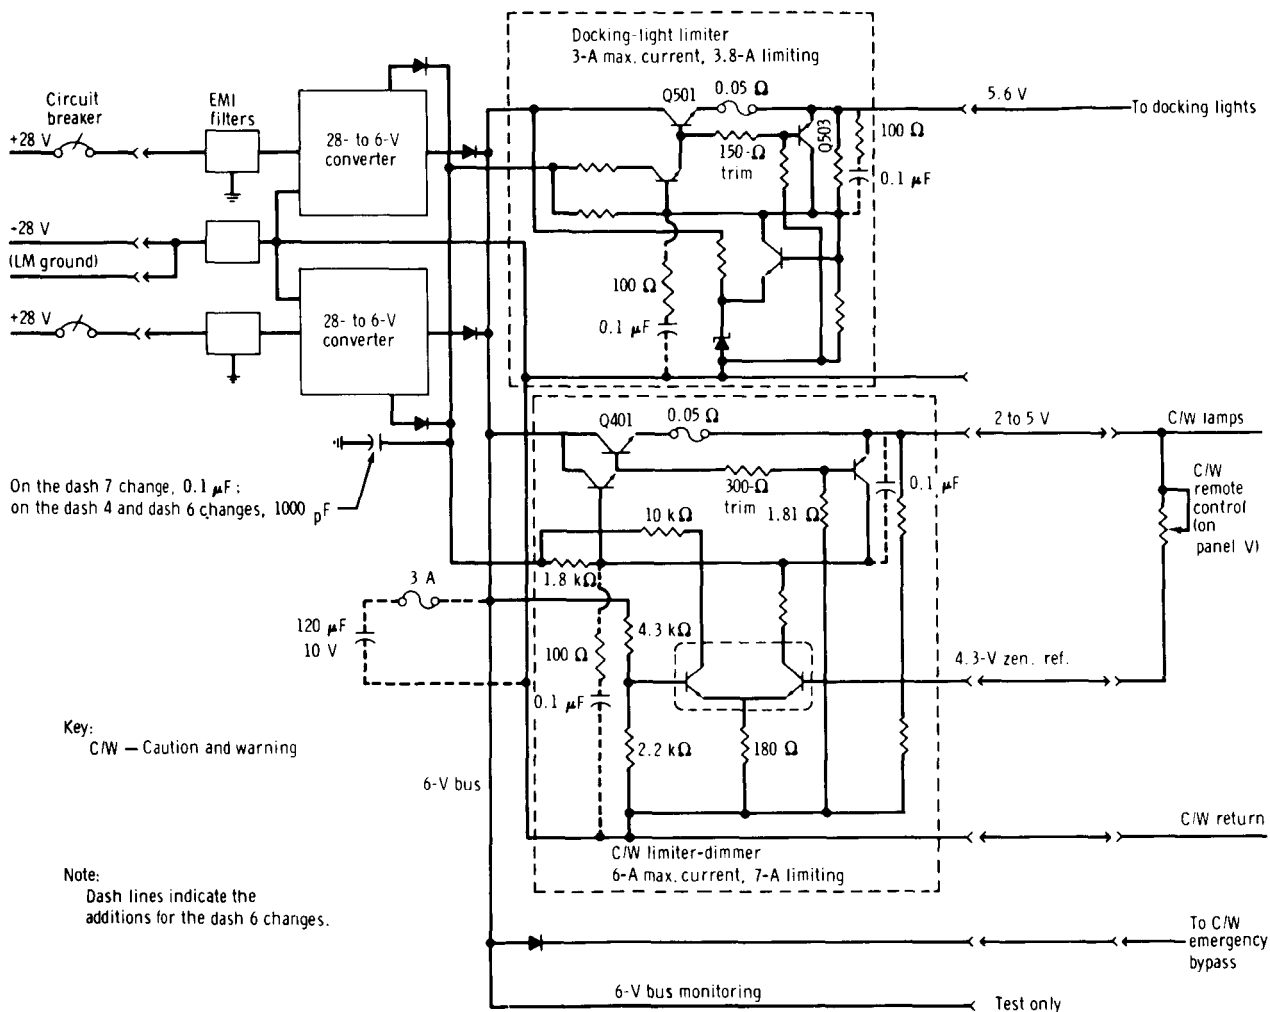 Docking-light limiter
3-A max. current, 3.8-A limiting
Circuit
breaker
EMI
filters
+28 V
28- to 6-V
converter
Q501
0.05 Ω
150-Ω
trim
Q503
100 Ω
0.1 µF
5.6 V
To docking lights
-28 V
(LM ground)
100 Ω
0.1 µF
+28 V
28- to 6-V
converter
On the dash 7 change, 0.1 µF;
on the dash 4 and dash 6 changes, 1000 pF
Q401
0.05 Ω
300-Ω
trim
1.81 Ω
0.1 µF
2 to 5 V
C/W lamps
C/W
remote
control
(on
panel V)
10 kΩ
1.8 kΩ
3 A
120 µF
10 V
4.3 kΩ
100 Ω
0.1 µF
4.3-V zen. ref.
2.2 kΩ
180 Ω
Key:
C/W — Caution and warning
6-V bus
C/W return
C/W limiter-dimmer
6-A max. current, 7-A limiting
Note:
Dash lines indicate the
additions for the dash 6 changes.
To C/W
emergency
bypass
6-V bus monitoring
Test only